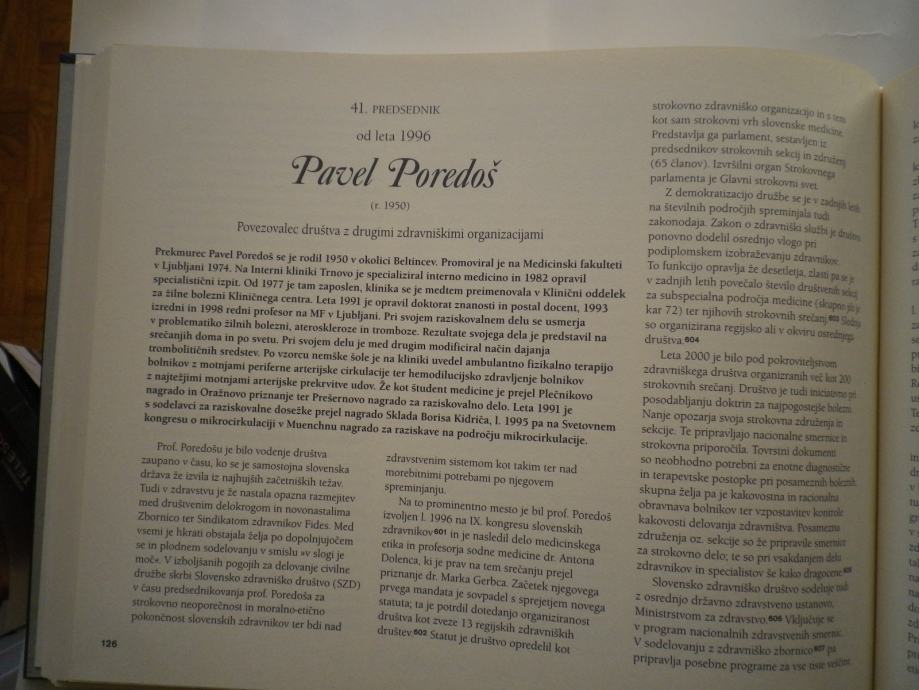 41. PREDSEDNIK
od leta 1996
Pavel Poredoš
(r. 1950)
Povezovalec društva z drugimi zdravniškimi organizacijami
Prekmurec Pavel Poredoš se je rodil 1950 v okolici Beltincev. Promoviral je na Medicinski fakulteti
v Ljubljani 1974. Na Interni kliniki Trnovo je specializiral interno medicino in 1982 opravil
specialistični izpit. Od 1977 je tam zaposlen, klinika se je medtem preimenovala v Klinični oddelek
za žilne bolezni Kliničnega centra. Leta 1991 je opravil doktorat znanosti in postal docent, 1993
izredni in 1998 redni profesor na MF v Ljubljani. Pri svojem raziskovalnem delu se usmerja
v problematiko žilnih bolezni, ateroskleroze in tromboze. Rezultate svojega dela je predstavil na
srečanjih doma in po svetu. Pri svojem delu je med drugim modificiral način dajanja
trombolitičnih sredstev. Po vzorcu nemške šole je na kliniki uvedel ambulantno fizikalno terapijo
bolnikov z motnjami periferne arterijske cirkulacije ter hemodilucijsko zdravljenje bolnikov
z najtežjimi motnjami arterijske prekrvitve udov. Že kot študent medicine je prejel Plečnikovo
nagrado in Oražnovo priznanje ter Prešernovo nagrado za raziskovalno delo. Leta 1991 je
s sodelavci za raziskovalne dosežke prejel nagrado Sklada Borisa Kidriča, l. 1995 pa na Svetovnem
kongresu o mikrocirkulaciji v Muenchnu nagrado za raziskave na področju mikrocirkulacije.
Prof. Poredošu je bilo vodenje društva
zaupano v času, ko se je samostojna slovenska
država že izvila iz najhujših začetniških težav.
Tudi v zdravstvu je že nastala opazna razmejitev
med društvenim delokrogom in novonastalima
Zbornico ter Sindikatom zdravnikov Fides. Med
vsemi je hkrati obstajala želja po dopolnjujočem
se in plodnem sodelovanju v smislu »v slogi je
moč«. V izboljšanih pogojih za delovanje civilne
družbe skrbi Slovensko zdravniško društvo (SZD)
v času predsednikovanja prof. Poredoša za
strokovno neoporečnost in moralno-etično
pokončnost slovenskih zdravnikov ter bdi nad
126
zdravstvenim sistemom kot takim ter nad
morebitnimi potrebami po njegovem
spreminjanju.
Na to prominentno mesto je bil prof. Poredoš
izvoljen l. 1996 na IX. kongresu slovenskih
zdravnikov601 in je nasledil delo medicinskega
etika in profesorja sodne medicine dr. Antona
Dolenca, ki je prav na tem srečanju prejel
priznanje dr. Marka Gerbca. Začetek njegovega
prvega mandata je sovpadel s sprejetjem novega
statuta; ta je potrdil dotedanjo organiziranost
društva kot zveze 13 regijskih zdravniških
društev.602 Statut je društvo opredelil kot
strokovno zdravniško organizacijo in s tem
kot sam strokovni vrh slovenske medicine.
Predstavlja ga parlament, sestavljen iz
predsednikov strokovnih sekcij in združenj
(65 članov). Izvršilni organ Strokovnega
parlamenta je Glavni strokovni svet.
Z demokratizacijo družbe se je v zadnjih letih
na številnih področjih spreminjala tudi
zakonodaja. Zakon o zdravniški službi je društvu
ponovno dodelil osrednjo vlogo pri
podiplomskem izobraževanju zdravnikov.
To funkcijo opravlja že desetletja, zlasti pa se je
v zadnjih letih povečalo število društvenih sekcij
za subspecialna področja medicine (skupno jih je
kar 72) ter njihovih strokovnih srečanj.603 Slednja
so organizirana regijsko ali v okviru osrednjega
društva.604
Leta 2000 je bilo pod pokroviteljstvom
zdravniškega društva organiziranih več kot 200
strokovnih srečanj. Društvo je tudi iniciativno pri
posodabljanju doktrin za najpogostejše bolezni.
Nanje opozarja svoja strokovna združenja in
sekcije. Te pripravljajo nacionalne smernice in
strokovna priporočila. Tovrstni dokumenti
so neobhodno potrebni za enotne diagnostične
in terapevtske postopke pri posameznih boleznih;
skupna želja pa je kakovostna in racionalna
obravnava bolnikov ter vzpostavitev kontrole
kakovosti delovanja zdravništva. Posamezna
združenja oz. sekcije so že pripravile smernice
za strokovno delo; te so pri vsakdanjem delu
zdravnikov in specialistov še kako dragocene.605
Slovensko zdravniško društvo sodeluje tudi
z osrednjo državno zdravstveno ustanovo,
Ministrstvom za zdravstvo.606 Vključuje se
v program nacionalnih zdravstvenih smernic.
V sodelovanju z zdravniško zbornico607 pa
pripravlja posebne programe za vse tiste veščine,